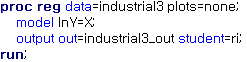 proc reg data=industrial3 plots=none;
model lnY=X;
output out=industrial3_out student=ri;
run;